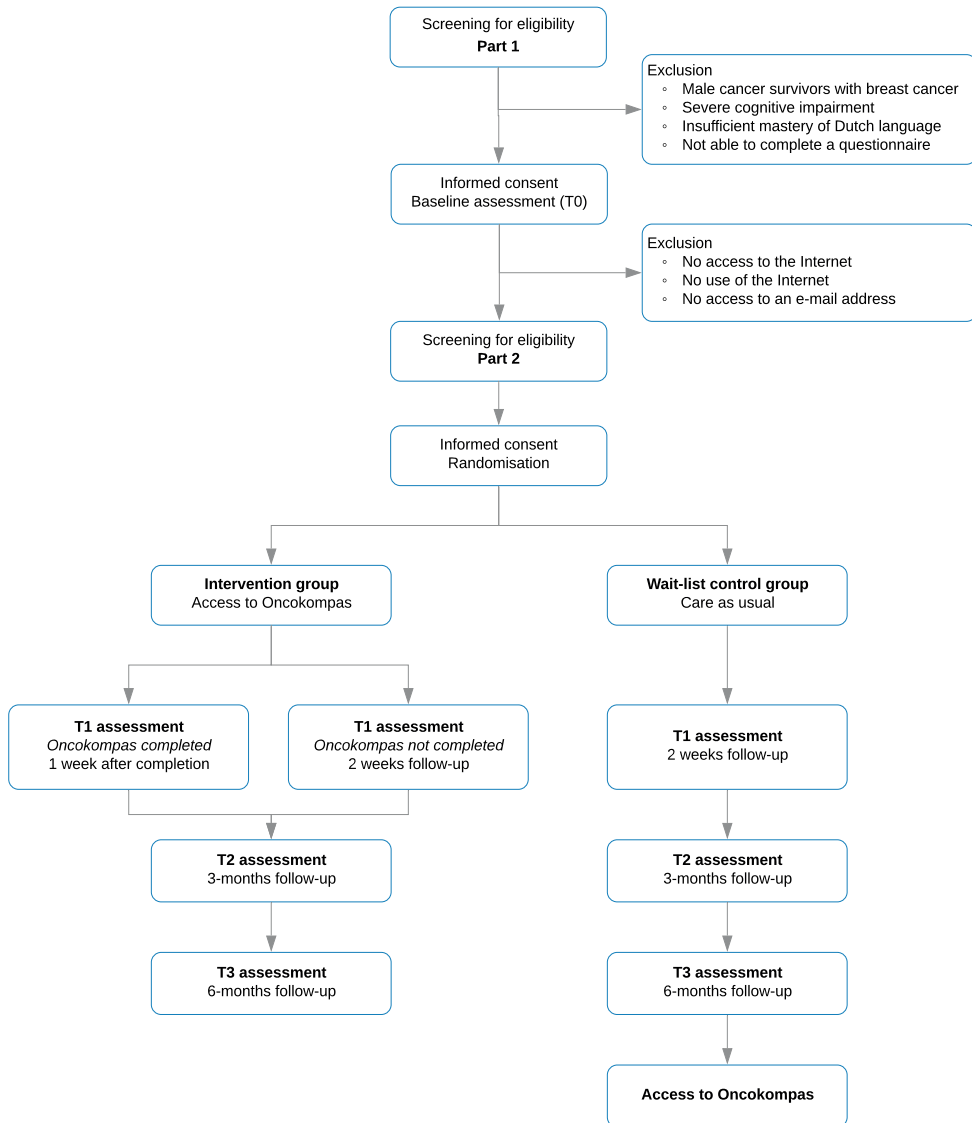 Screening for eligibility
Part 1
Exclusion
◦ Male cancer survivors with breast cancer
◦ Severe cognitive impairment
◦ Insufficient mastery of Dutch language
◦ Not able to complete a questionnaire
Informed consent
Baseline assessment (T0)
Exclusion
◦ No access to the Internet
◦ No use of the Internet
◦ No access to an e-mail address
Screening for eligibility
Part 2
Informed consent
Randomisation
Intervention group
Access to Oncokompas
Wait-list control group
Care as usual
T1 assessment
Oncokompas completed
1 week after completion
T1 assessment
Oncokompas not completed
2 weeks follow-up
T1 assessment
2 weeks follow-up
T2 assessment
3-months follow-up
T2 assessment
3-months follow-up
T3 assessment
6-months follow-up
T3 assessment
6-months follow-up
Access to Oncokompas